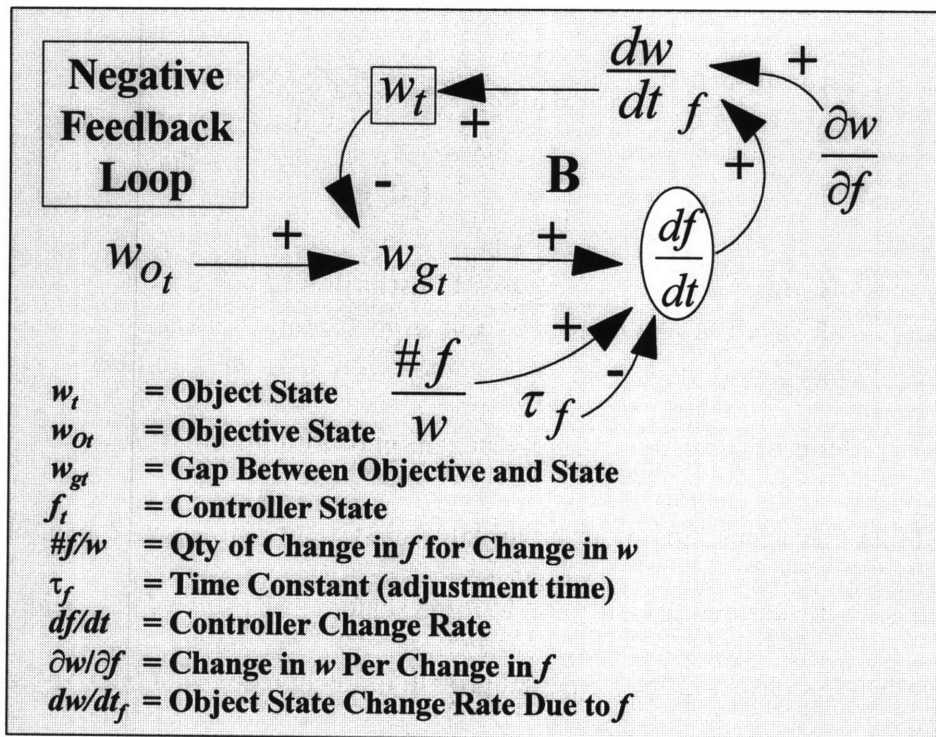 Negative
Feedback
Loop
w_t
dw/dt f
+
∂w/∂f
+
-
B
+
w_{o_t}
+
w_{g_t}
+
df/dt
#f/w
+
τ_f
-
w_t = Object State
w_{Ot} = Objective State
w_{gt} = Gap Between Objective and State
f_t = Controller State
#f/w = Qty of Change in f for Change in w
τ_f = Time Constant (adjustment time)
df/dt = Controller Change Rate
∂w/∂f = Change in w Per Change in f
dw/dt_f = Object State Change Rate Due to f